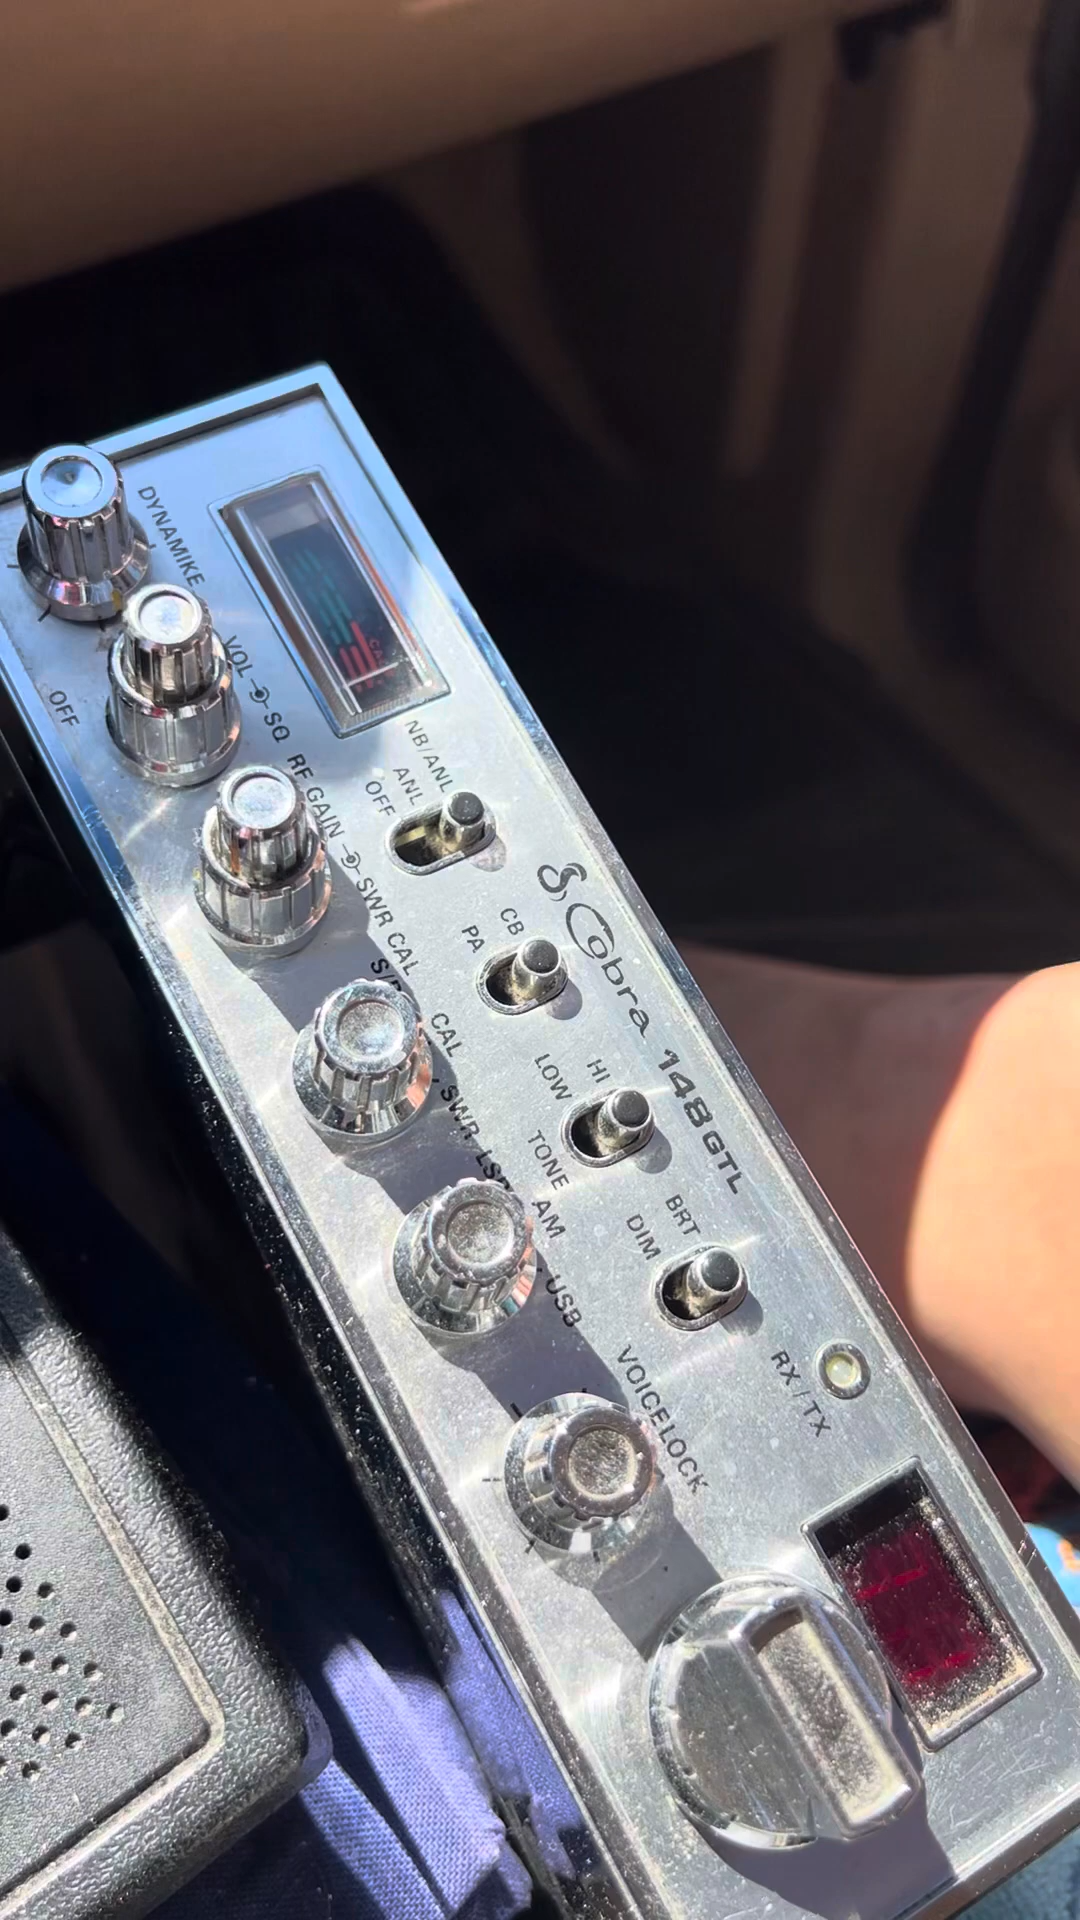 DYNAMIKE
OFF
VOL SQ
RF GAIN SWR CAL
CAL
SWR
AM
USB
VOICELOCK
NB/ANL
ANL
OFF
CB
PA
HI
LOW
TONE
BRT
DIM
Cobra 148 GTL
RX / TX